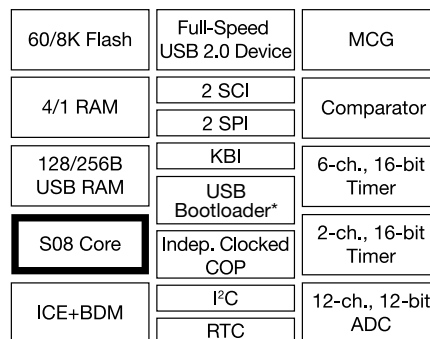 60/8K Flash
4/1 RAM
128/256B
USB RAM
S08 Core
ICE+BDM
Full-Speed
USB 2.0 Device
2 SCI
2 SPI
KBI
USB
Bootloader*
Indep. Clocked
COP
I²C
RTC
MCG
Comparator
6-ch., 16-bit
Timer
2-ch., 16-bit
Timer
12-ch., 12-bit
ADC